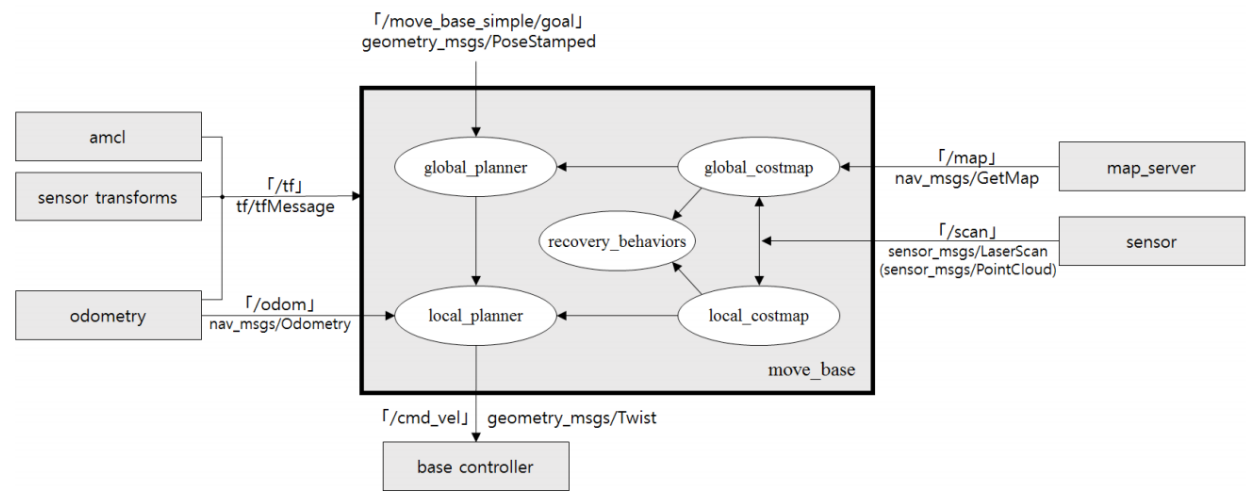 「/move_base_simple/goal」
geometry_msgs/PoseStamped
amcl
sensor transforms
odometry
「/tf」
tf/tfMessage
「/odom」
nav_msgs/Odometry
global_planner
global_costmap
recovery_behaviors
local_planner
local_costmap
move_base
「/map」
nav_msgs/GetMap
「/scan」
sensor_msgs/LaserScan
(sensor_msgs/PointCloud)
map_server
sensor
「/cmd_vel」 geometry_msgs/Twist
base controller